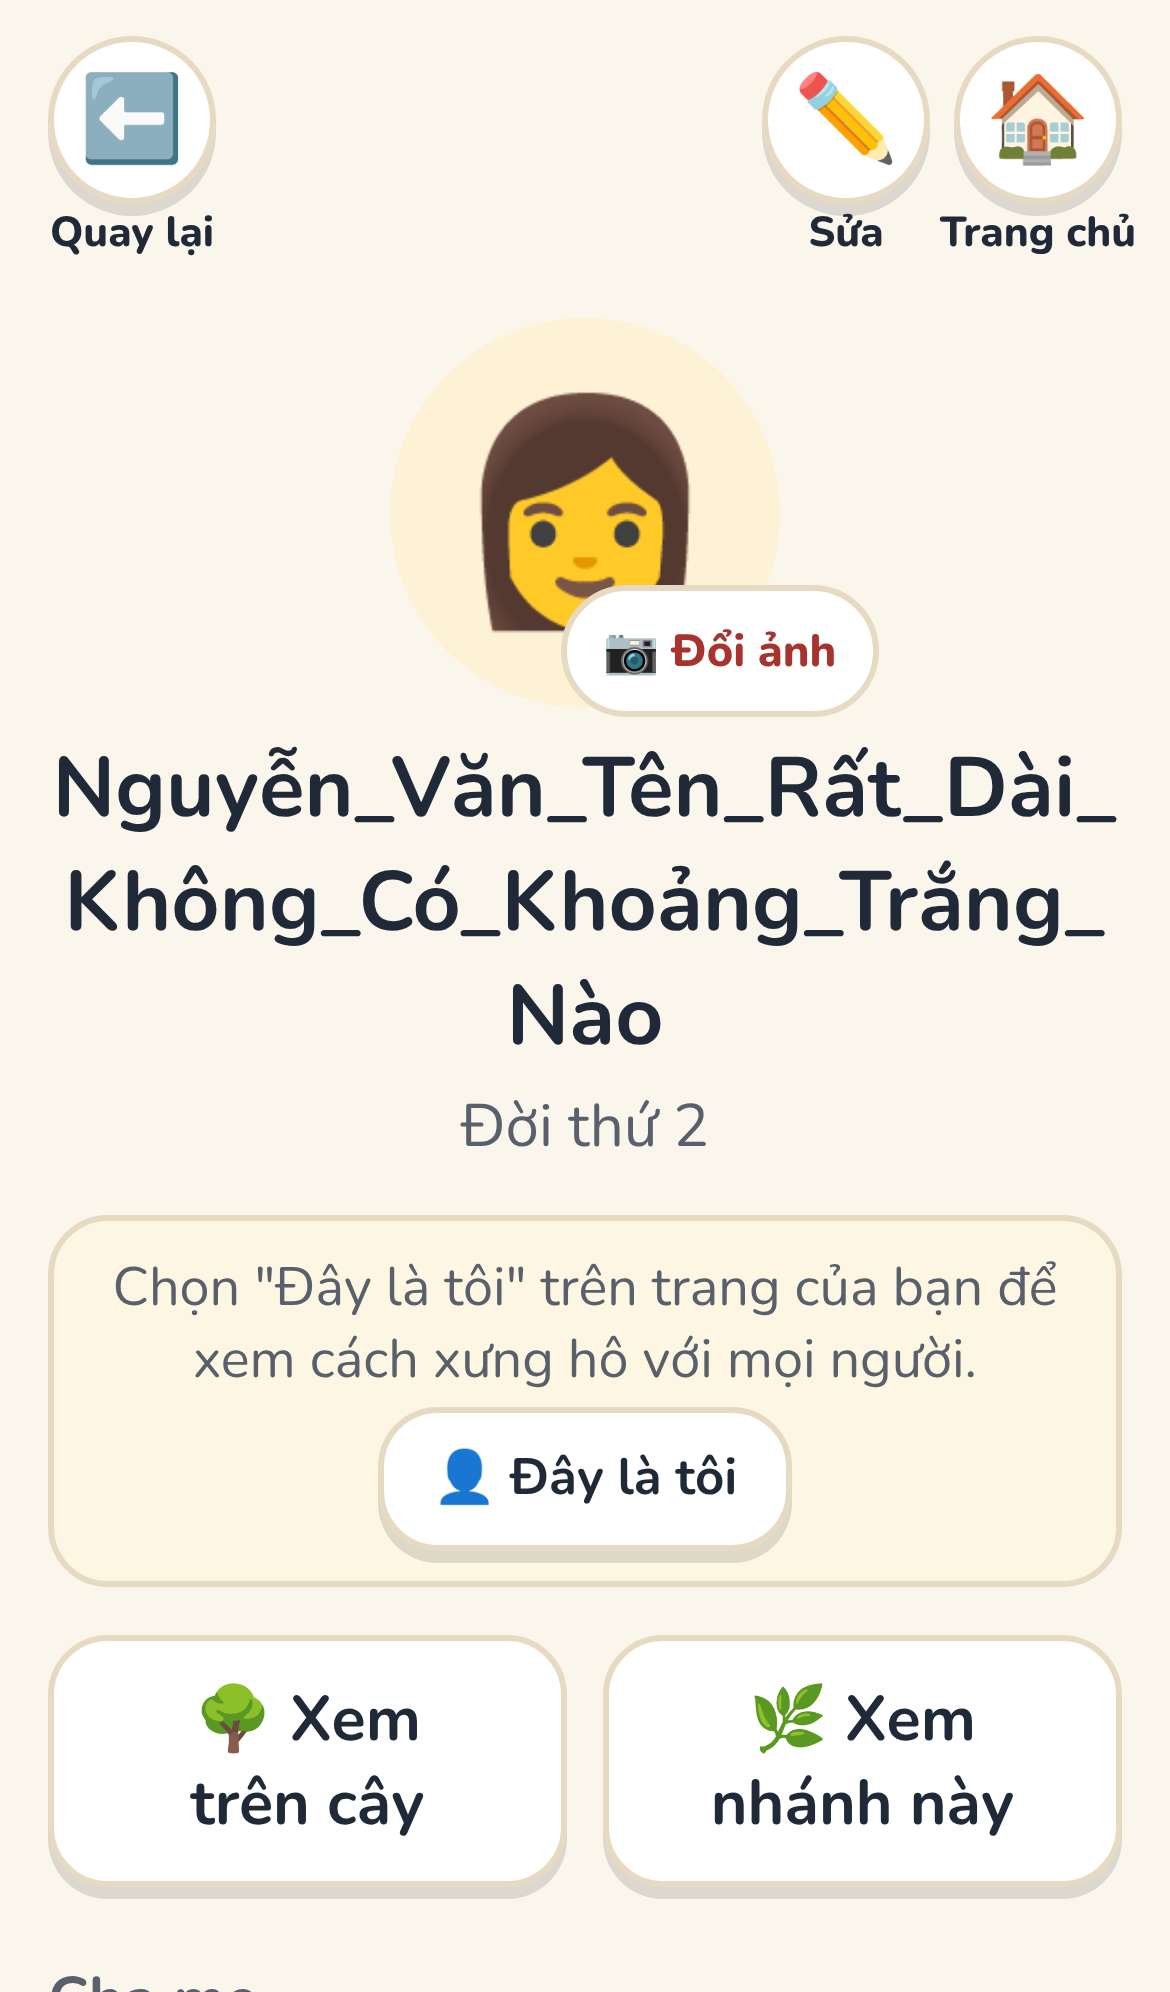 Quay lại
Sửa
Trang chủ
Đổi ảnh
Nguyễn_Văn_Tên_Rất_Dài_
Không_Có_Khoảng_Trắng_
Nào
Đời thứ 2
Chọn "Đây là tôi" trên trang của bạn để
xem cách xưng hô với mọi người.
Đây là tôi
Xem
trên cây
Xem
nhánh này